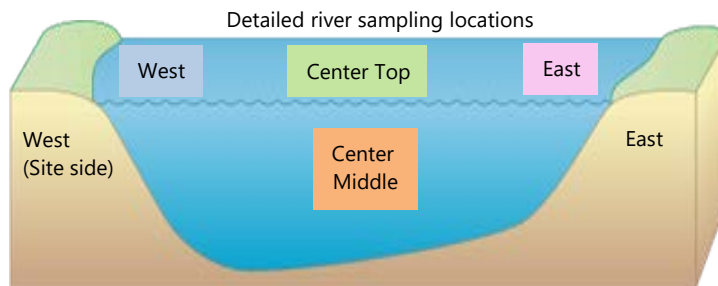 Detailed river sampling locations
West
Center Top
East
West
(Site side)
Center
Middle
East